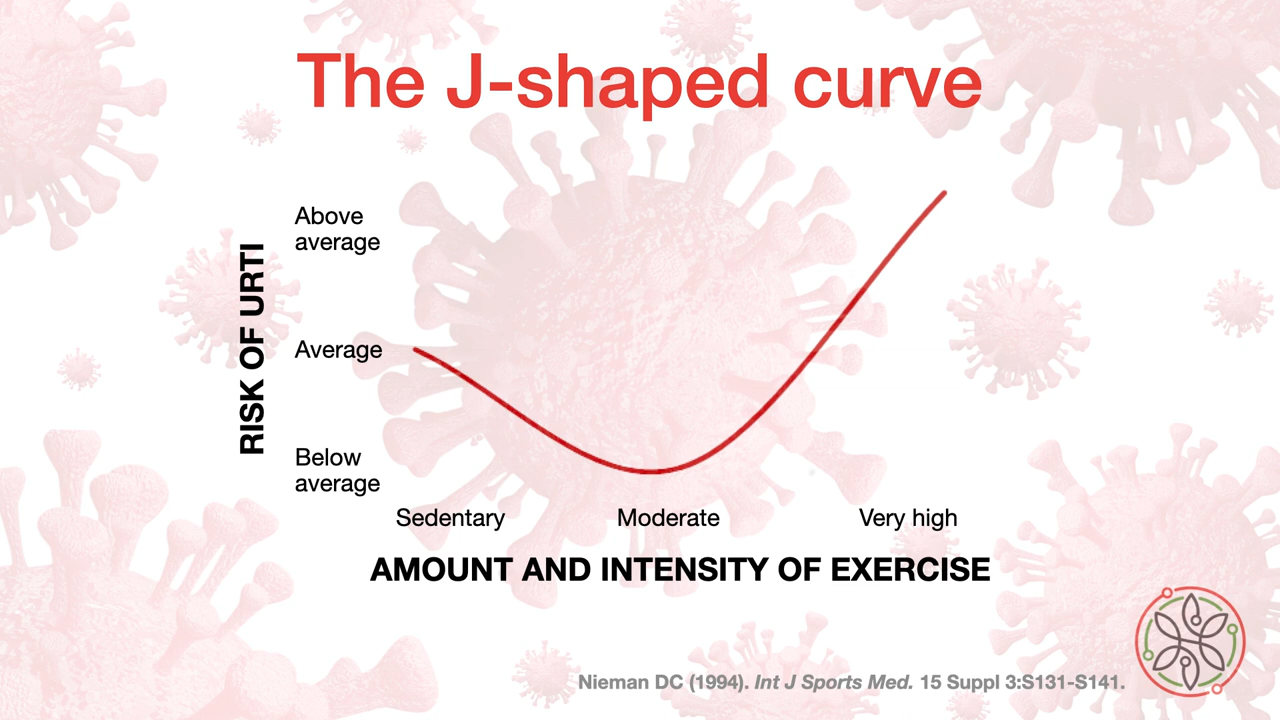 The J-shaped curve
Above
average
RISK OF URTI
Average
Below
average
Sedentary
Moderate
Very high
AMOUNT AND INTENSITY OF EXERCISE
Nieman DC (1994). Int J Sports Med. 15 Suppl 3:S131-S141.